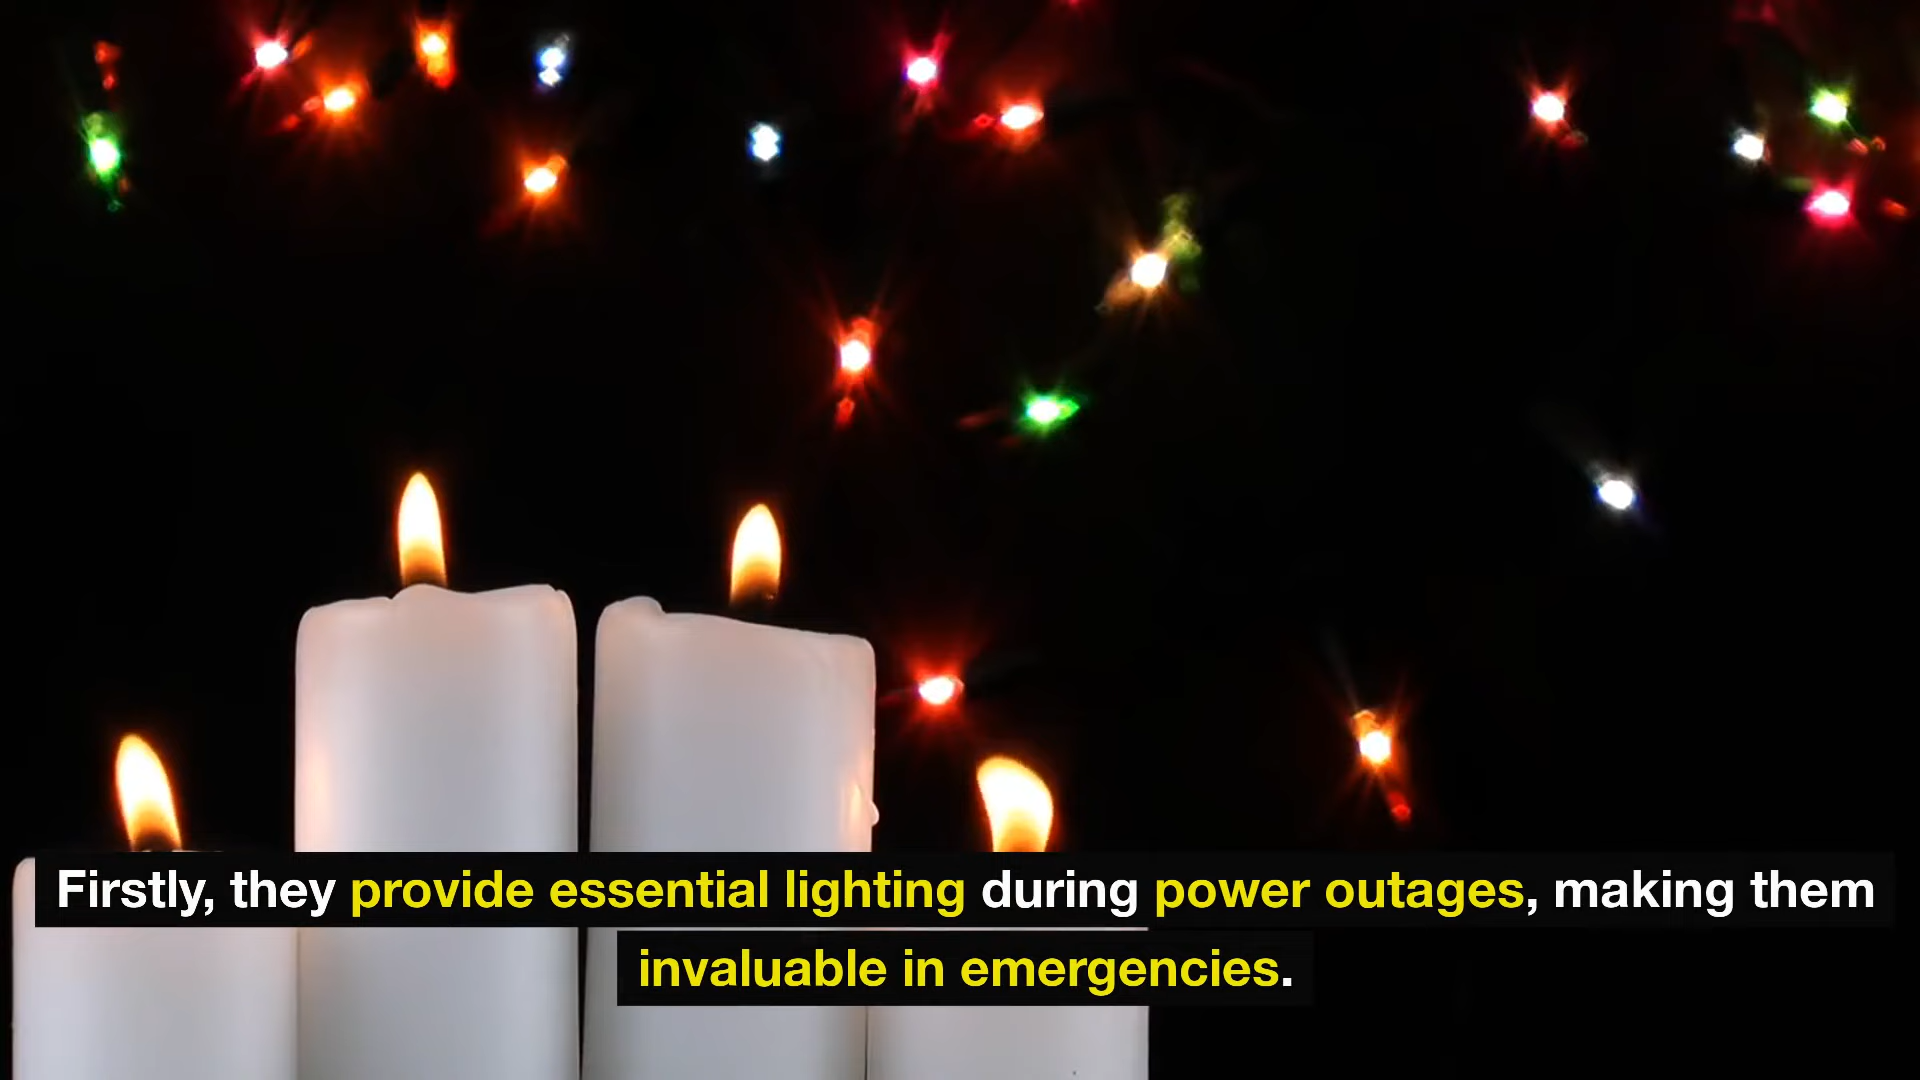 Firstly, they provide essential lighting during power outages, making them
invaluable in emergencies.